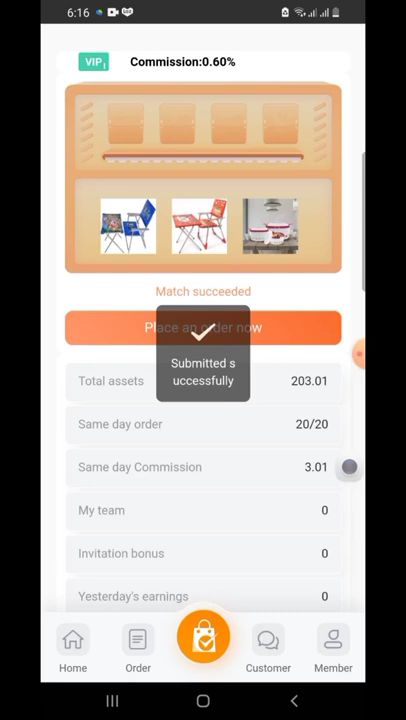 6:16
VIP1
Commission:0.60%
Match succeeded
Place an order now
Submitted s
uccessfully
Total assets 203.01
Same day order 20/20
Same day Commission 3.01
My team 0
Invitation bonus 0
Yesterday's earnings 0
Home Order Customer Member